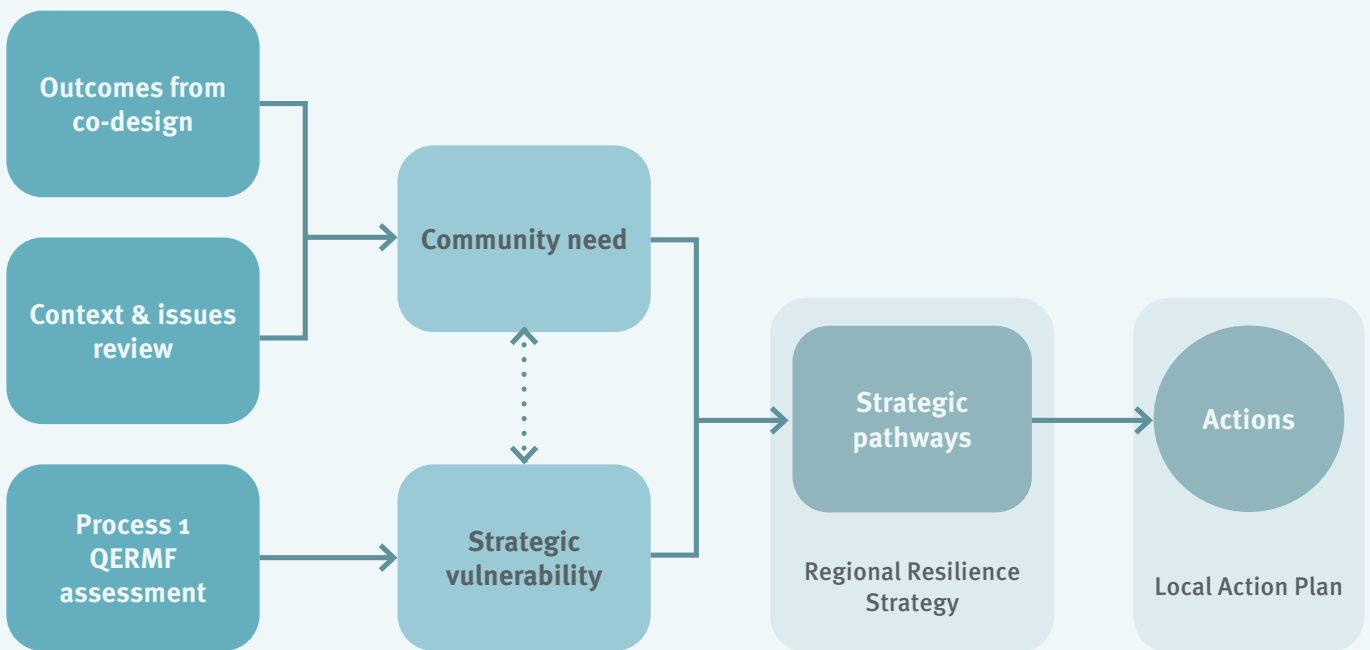 Outcomes from
co-design
Context & issues
review
Process 1
QERMF
assessment
Community need
Strategic
vulnerability
Strategic
pathways
Regional Resilience
Strategy
Actions
Local Action Plan